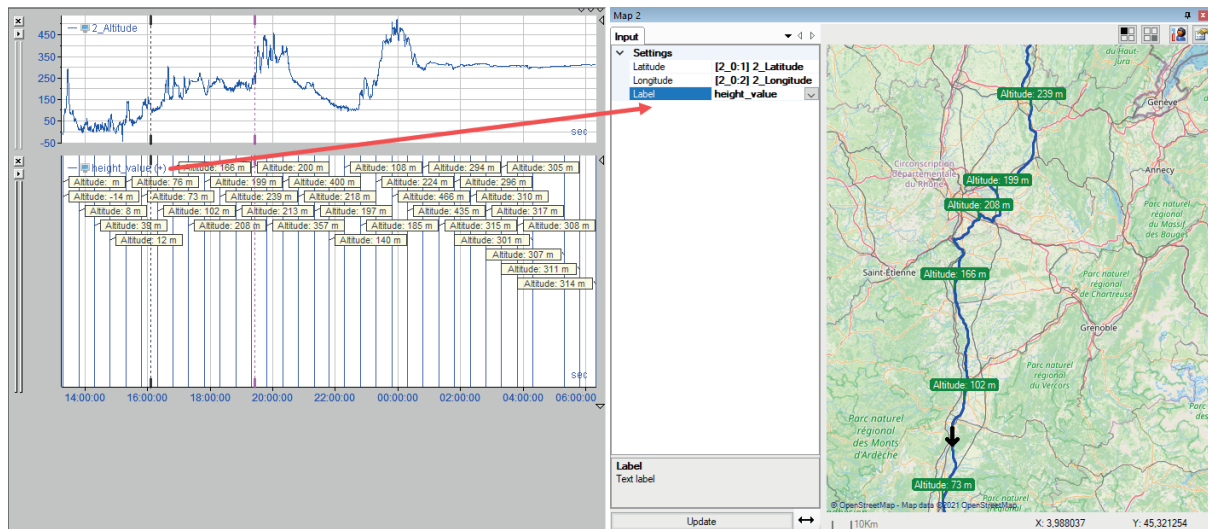 2_Altitude
450
350
250
150
50
-50
sec
height_value (+)
Altitude: 166 m
Altitude: 200 m
Altitude: 108 m
Altitude: 294 m
Altitude: 305 m
Altitude: m
Altitude: 76 m
Altitude: 199 m
Altitude: 400 m
Altitude: 224 m
Altitude: 296 m
Altitude: -14 m
Altitude: 73 m
Altitude: 239 m
Altitude: 218 m
Altitude: 466 m
Altitude: 310 m
Altitude: 8 m
Altitude: 102 m
Altitude: 213 m
Altitude: 197 m
Altitude: 435 m
Altitude: 317 m
Altitude: 39 m
Altitude: 208 m
Altitude: 357 m
Altitude: 185 m
Altitude: 315 m
Altitude: 308 m
Altitude: 12 m
Altitude: 140 m
Altitude: 301 m
Altitude: 307 m
Altitude: 311 m
Altitude: 314 m
sec
14:00:00 16:00:00 18:00:00 20:00:00 22:00:00 00:00:00 02:00:00 04:00:00 06:00:00
Map 2
Input
Settings
Latitude [2_0:1] 2_Latitude
Longitude [2_0:2] 2_Longitude
Label height_value
Label
Text label
Update
du Haut-
Jura
Altitude: 239 m
Genève
Circonscription
départementale
du Rhône
Annecy
Altitude: 199 m
Altitude: 208 m
Parc naturel
régional
du Massif
des Bauges
Saint-Étienne
Altitude: 166 m
Parc naturel
régional
de Chartreuse
Grenoble
Parc naturel
régional
du Vercors
Altitude: 102 m
Parc naturel
régional
des Monts
d'Ardèche
Parc
des
Altitude: 73 m
© OpenStreetMap - Map data ©2021 OpenStreetMap
10Km
X: 3,988037
Y: 45,321254